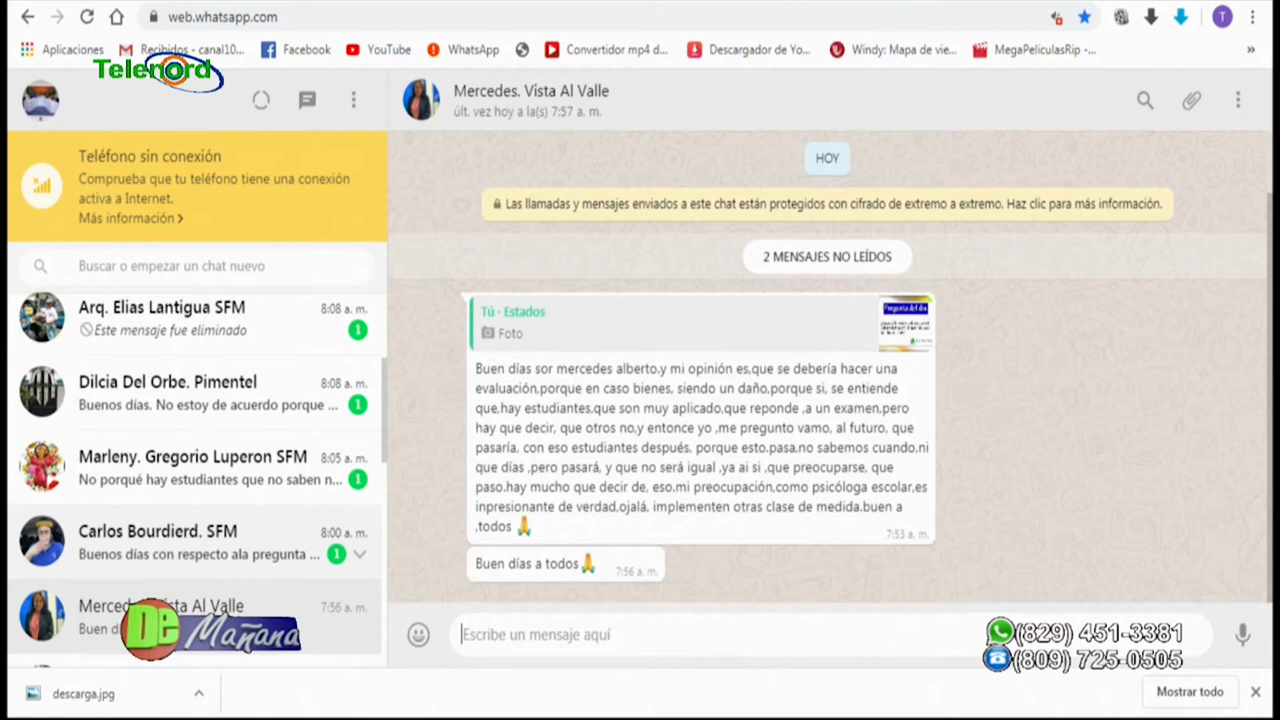 web.whatsapp.com
Aplicaciones
Recibidos - canal10...
Facebook
YouTube
WhatsApp
Convertidor mp4 d...
Descargador de Yo...
Windy: Mapa de vie...
MegaPeliculasRip -...
»
Telenord
Teléfono sin conexión
Comprueba que tu teléfono tiene una conexión
activa a Internet.
Más información >
Buscar o empezar un chat nuevo
Arq. Elias Lantigua SFM 8:08 a. m.
Este mensaje fue eliminado 1
Dilcia Del Orbe. Pimentel 8:08 a. m.
Buenos días. No estoy de acuerdo porque ... 1
Marleny. Gregorio Luperon SFM 8:05 a. m.
No porqué hay estudiantes que no saben n... 1
Carlos Bourdierd. SFM 8:00 a. m.
Buenos días con respecto ala pregunta ... 1
Merced sta Al Valle 7:56 a. m.
Buen d
De Mañana
Mercedes. Vista Al Valle
últ. vez hoy a la(s) 7:57 a. m.
HOY
Las llamadas y mensajes enviados a este chat están protegidos con cifrado de extremo a extremo. Haz clic para más información.
2 MENSAJES NO LEÍDOS
Tú · Estados
Foto
Pregunta del dia
Buen días sor mercedes alberto,y mi opinión es,que se debería hacer una
evaluación,porque en caso bienes, siendo un daño,porque si, se entiende
que,hay estudiantes,que son muy aplicado,que reponde ,a un examen,pero
hay que decir, que otros no,y entonce yo ,me pregunto vamo, al futuro, que
pasaría, con eso estudiantes después, porque esto,pasa,no sabemos cuando,ni
que días ,pero pasará, y que no será igual ,ya ai si ,que preocuparse, que
paso.hay mucho que decir de, eso.mi preocupación,como psicóloga escolar,es
inpresionante de verdad,ojalá, implementen otras clase de medida.buen a
,todos 🙏 7:53 a. m.
Buen días a todos🙏 7:56 a. m.
Escribe un mensaje aquí
(829) 451-3381
(809) 725-0505
descarga.jpg
Mostrar todo
T